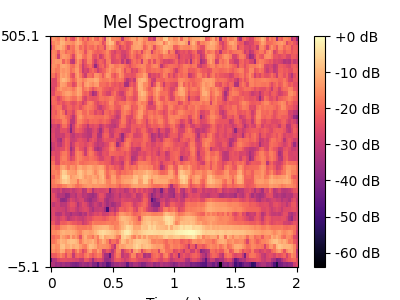 Mel Spectrogram
505.1
−5.1
0
0.5
1
1.5
2
+0 dB
-10 dB
-20 dB
-30 dB
-40 dB
-50 dB
-60 dB